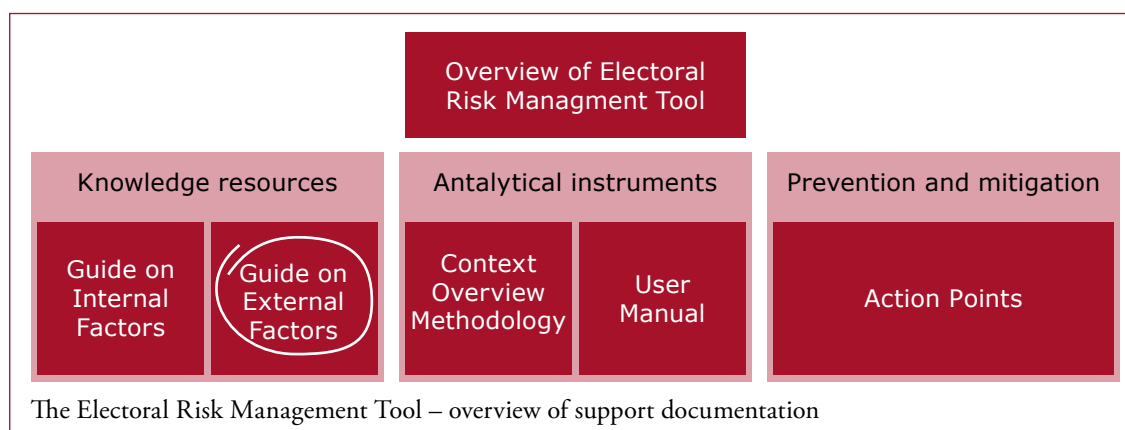 Overview of Electoral
Risk Managment Tool
Knowledge resources
Guide on
Internal
Factors
Guide on
External
Factors
Antalytical instruments
Context
Overview
Methodology
User
Manual
Prevention and mitigation
Action Points
The Electoral Risk Management Tool – overview of support documentation